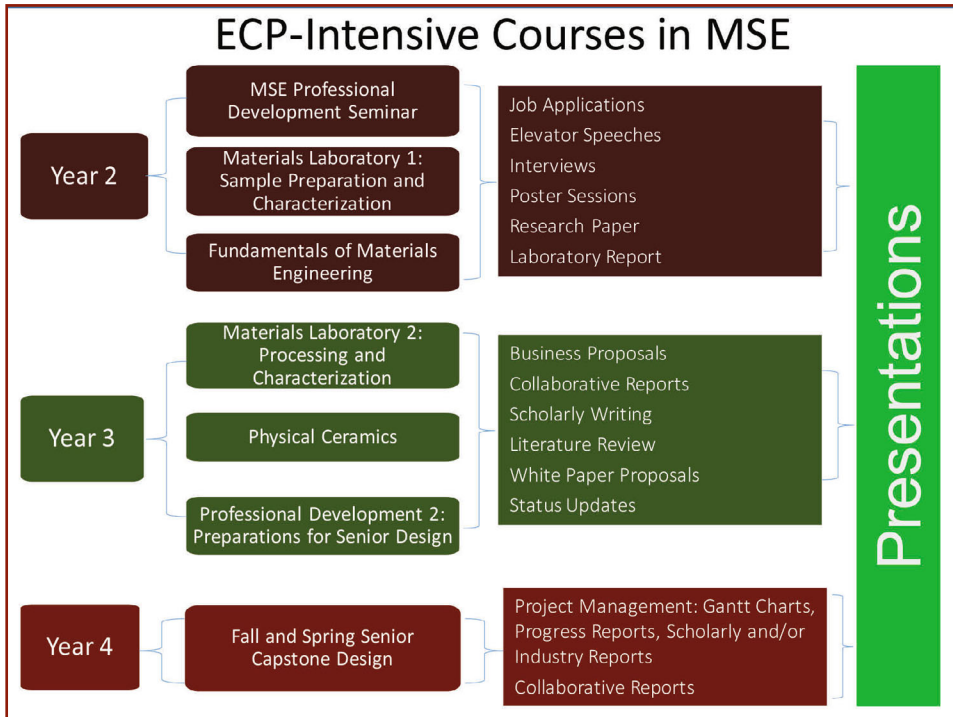 ECP-Intensive Courses in MSE
Year 2
MSE Professional
Development Seminar
Materials Laboratory 1:
Sample Preparation and
Characterization
Fundamentals of Materials
Engineering
Job Applications
Elevator Speeches
Interviews
Poster Sessions
Research Paper
Laboratory Report
Year 3
Materials Laboratory 2:
Processing and
Characterization
Physical Ceramics
Professional Development 2:
Preparations for Senior Design
Business Proposals
Collaborative Reports
Scholarly Writing
Literature Review
White Paper Proposals
Status Updates
Year 4
Fall and Spring Senior
Capstone Design
Project Management: Gantt Charts,
Progress Reports, Scholarly and/or
Industry Reports
Collaborative Reports
Presentations